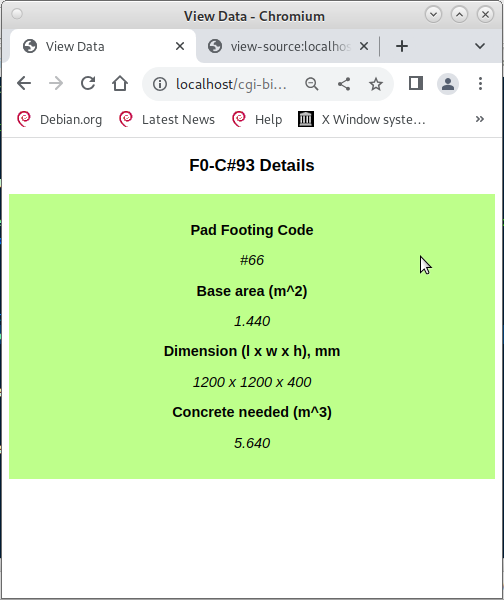 View Data - Chromium
View Data
view-source:localhos
localhost/cgi-bi...
Debian.org
Latest News
Help
X Window syste...
»
F0-C#93 Details
Pad Footing Code
#66
Base area (m^2)
1.440
Dimension (l x w x h), mm
1200 x 1200 x 400
Concrete needed (m^3)
5.640